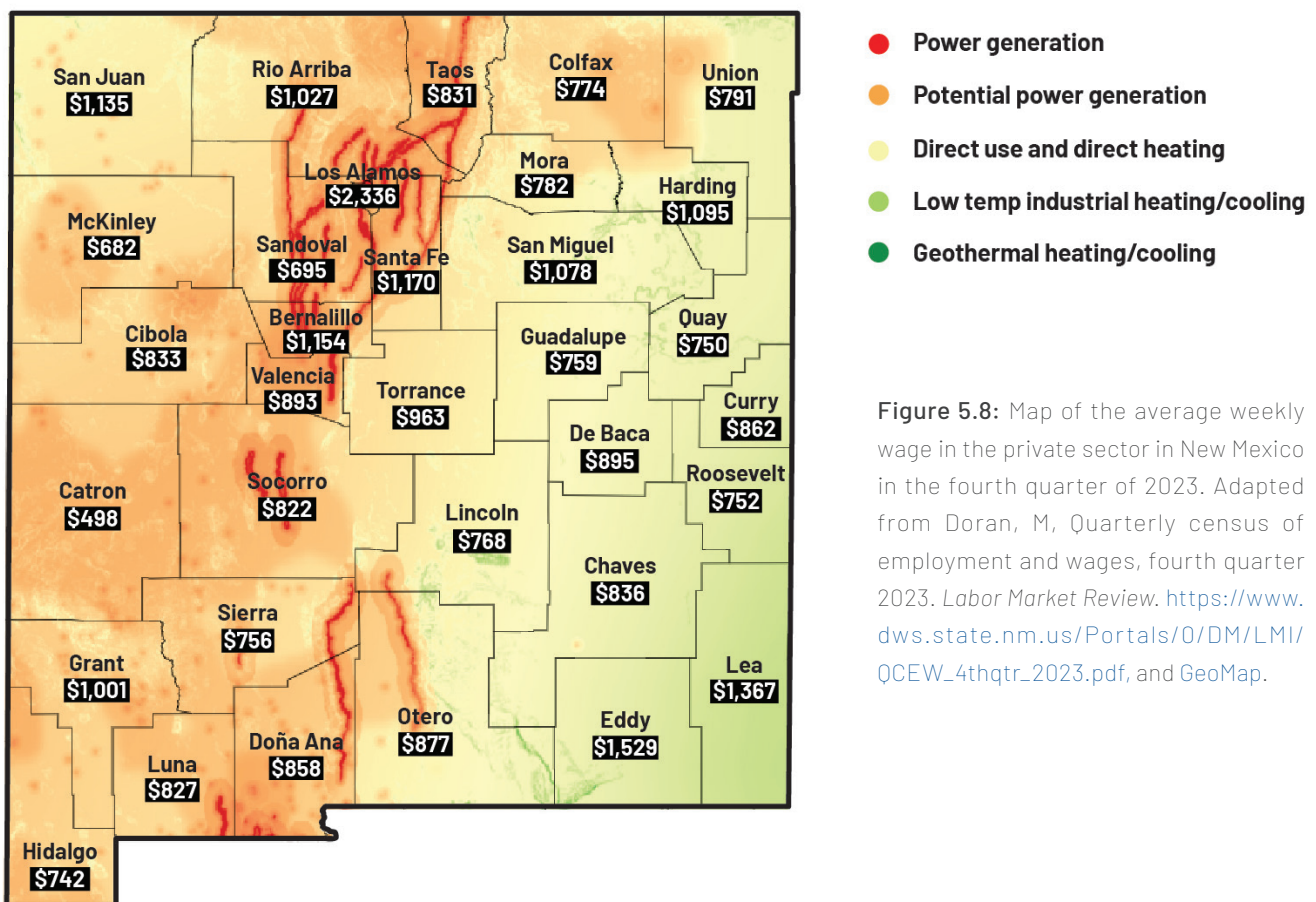 San Juan
$1,135
Rio Arriba
$1,027
Taos
$831
Colfax
$774
Union
$791
Los Alamos
$2,336
Mora
$782
Harding
$1,095
McKinley
$682
Sandoval
$695
Santa Fe
$1,170
San Miguel
$1,078
Bernalillo
$1,154
Cibola
$833
Guadalupe
$759
Quay
$750
Valencia
$893
Torrance
$963
Curry
$862
De Baca
$895
Roosevelt
$752
Catron
$498
Socorro
$822
Lincoln
$768
Chaves
$836
Sierra
$756
Grant
$1,001
Lea
$1,367
Otero
$877
Eddy
$1,529
Doña Ana
$858
Luna
$827
Hidalgo
$742
Power generation
Potential power generation
Direct use and direct heating
Low temp industrial heating/cooling
Geothermal heating/cooling
Figure 5.8: Map of the average weekly
wage in the private sector in New Mexico
in the fourth quarter of 2023. Adapted
from Doran, M, Quarterly census of
employment and wages, fourth quarter
2023. Labor Market Review. https://www.
dws.state.nm.us/Portals/0/DM/LMI/
QCEW_4thqtr_2023.pdf, and GeoMap.